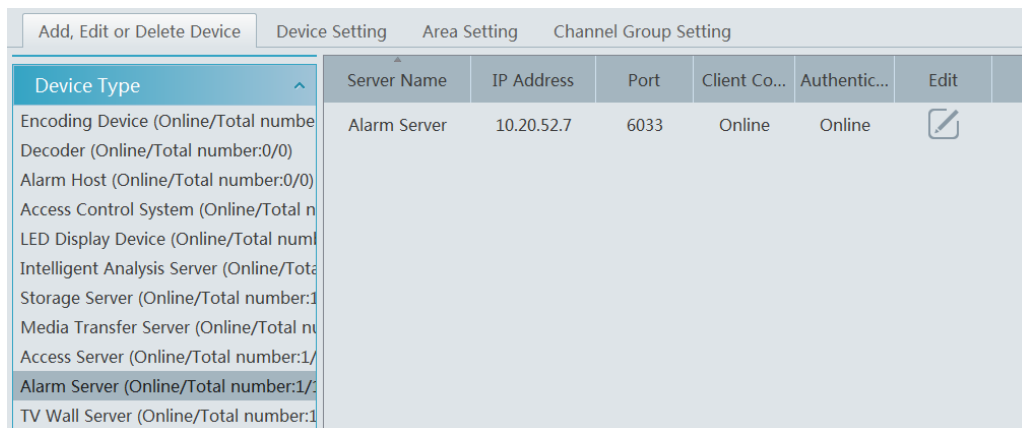 Add, Edit or Delete Device Device Setting Area Setting Channel Group Setting
Device Type
Server Name IP Address Port Client Co... Authentic... Edit
Alarm Server 10.20.52.7 6033 Online Online
Encoding Device (Online/Total numbe
Decoder (Online/Total number:0/0)
Alarm Host (Online/Total number:0/0)
Access Control System (Online/Total n
LED Display Device (Online/Total numb
Intelligent Analysis Server (Online/Tota
Storage Server (Online/Total number:1
Media Transfer Server (Online/Total nu
Access Server (Online/Total number:1/
Alarm Server (Online/Total number:1/1
TV Wall Server (Online/Total number:1